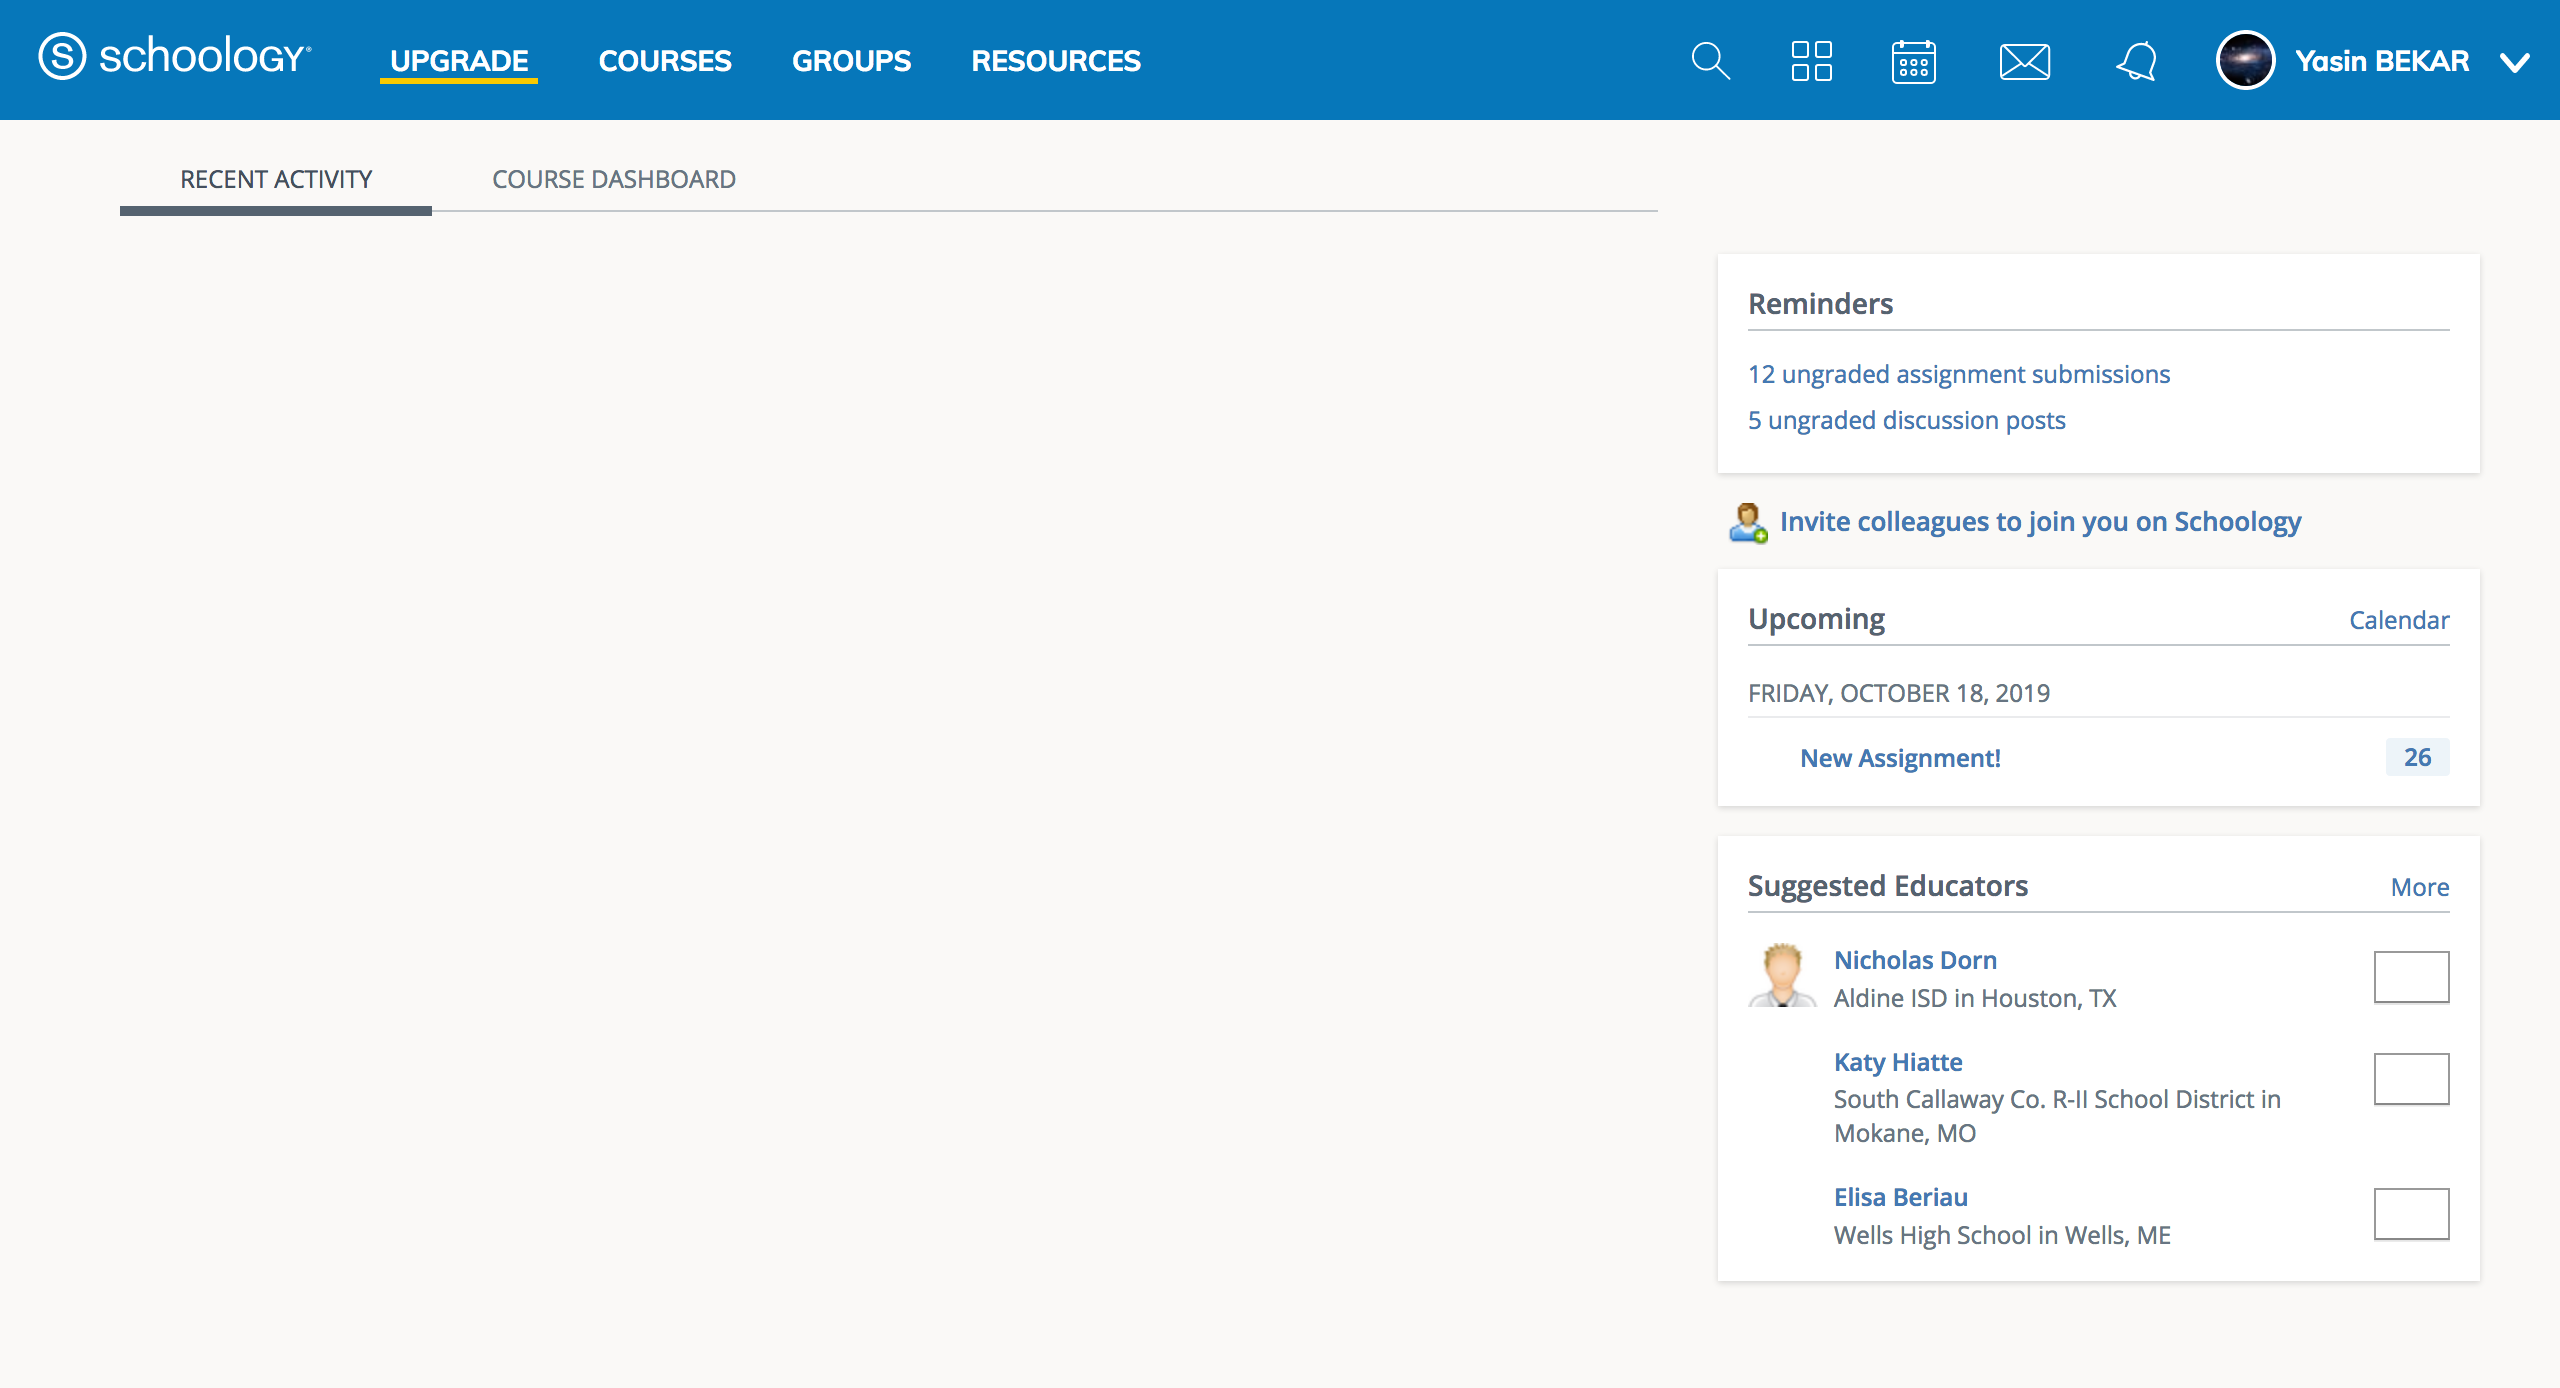 schoology
UPGRADE COURSES GROUPS RESOURCES
Yasin BEKAR
RECENT ACTIVITY COURSE DASHBOARD
Reminders
12 ungraded assignment submissions
5 ungraded discussion posts
Invite colleagues to join you on Schoology
Upcoming Calendar
FRIDAY, OCTOBER 18, 2019
New Assignment! 26
Suggested Educators More
Nicholas Dorn
Aldine ISD in Houston, TX
Katy Hiatte
South Callaway Co. R-II School District in
Mokane, MO
Elisa Beriau
Wells High School in Wells, ME